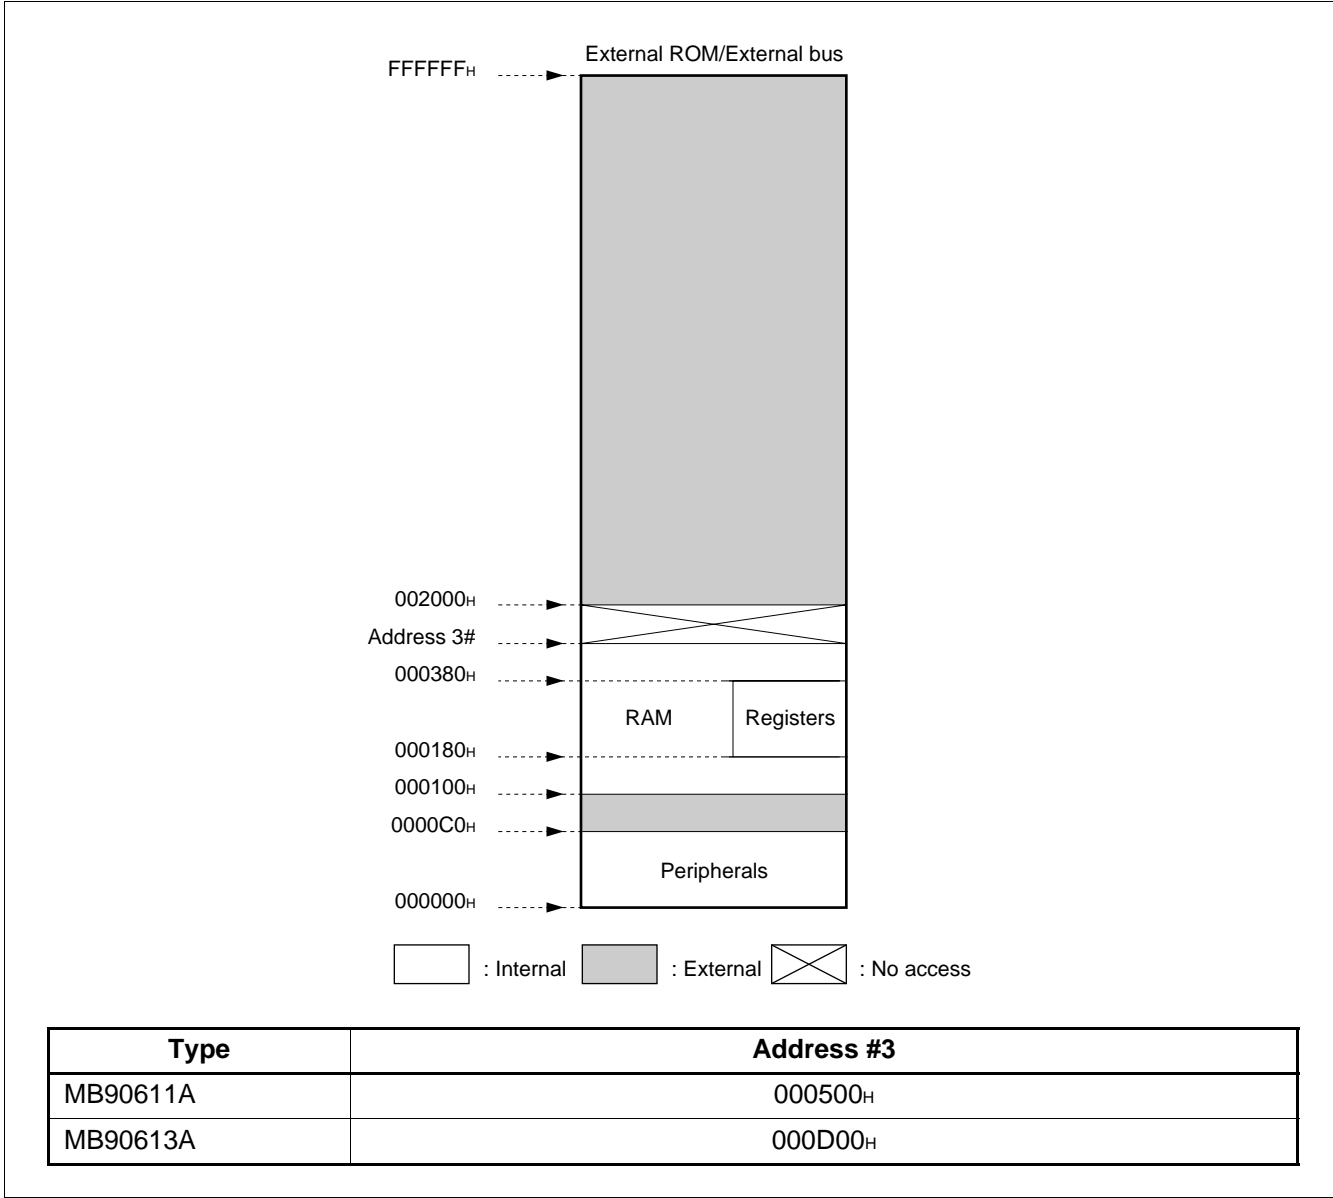 External ROM/External bus
FFFFFFH
002000H
Address 3#
000380H
RAM
Registers
000180H
000100H
0000C0H
Peripherals
000000H
: Internal : External : No access
Type Address #3
MB90611A 000500H
MB90613A 000D00H